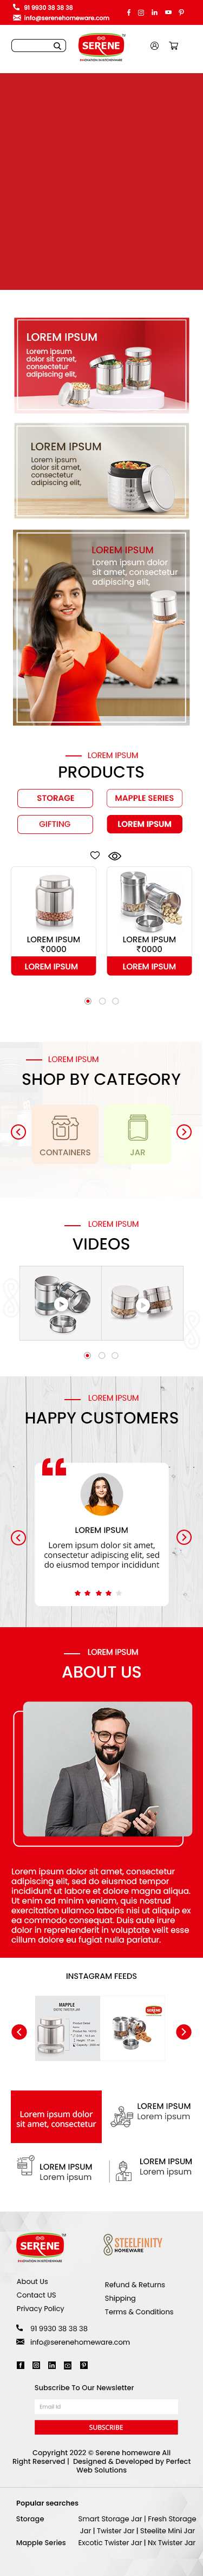 91 9930 38 38 38
info@serenehomeware.com
SERENE
LOREM IPSUM
Lorem ipsum
dolor sit amet,
consectetur
adipiscing elit,
LOREM IPSUM
Lorem ipsum
dolor sit amet,
consectetur
adipiscing elit,
LOREM IPSUM
Lorem ipsum dolor
sit amet, consectetur
adipiscing elit,
LOREM IPSUM
PRODUCTS
STORAGE
MAPPLE SERIES
GIFTING
LOREM IPSUM
LOREM IPSUM
₹0000
LOREM IPSUM
LOREM IPSUM
₹0000
LOREM IPSUM
LOREM IPSUM
SHOP BY CATEGORY
CONTAINERS
JAR
LOREM IPSUM
VIDEOS
LOREM IPSUM
HAPPY CUSTOMERS
LOREM IPSUM
Lorem ipsum dolor sit amet,
consectetur adipiscing elit, sed
do eiusmod tempor incididunt
LOREM IPSUM
ABOUT US
Lorem ipsum dolor sit amet, consectetur
adipiscing elit, sed do eiusmod tempor
incididunt ut labore et dolore magna aliqua.
Ut enim ad minim veniam, quis nostrud
exercitation ullamco laboris nisi ut aliquip ex
ea commodo consequat. Duis aute irure
dolor in reprehenderit in voluptate velit esse
cillum dolore eu fugiat nulla pariatur.
INSTAGRAM FEEDS
MAPPLE
SERENE
Lorem ipsum dolor
sit amet, consectetur
LOREM IPSUM
Lorem ipsum
LOREM IPSUM
Lorem ipsum
LOREM IPSUM
Lorem ipsum
SERENE
STEELFINITY
HOMEWARE
About Us
Contact US
Privacy Policy
Refund & Returns
Shipping
Terms & Conditions
91 9930 38 38 38
info@serenehomeware.com
Subscribe To Our Newsletter
Email Id
SUBSCRIBE
Copyright 2022 © Serene homeware All
Right Reserved | Designed & Developed by Perfect
Web Solutions
Popular searches
Storage
Smart Storage Jar | Fresh Storage
Jar | Twister Jar | Steelite Mini Jar
Mapple Series
Excotic Twister Jar | Nx Twister Jar